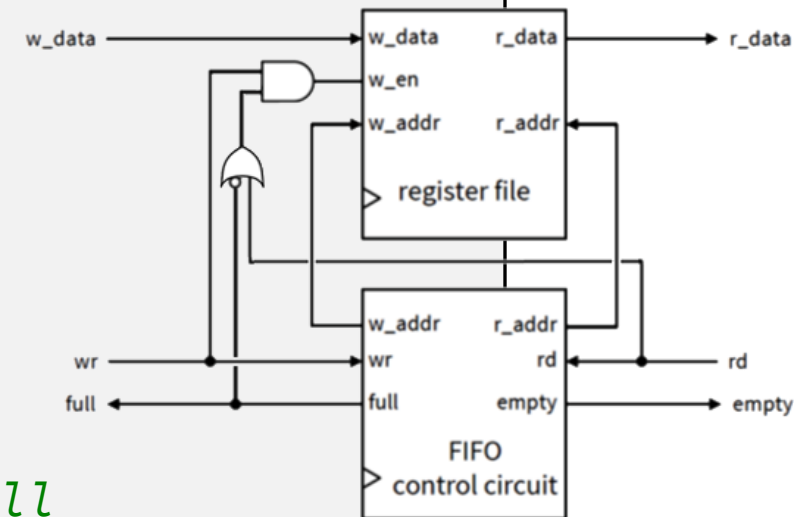 w_data w_data r_data r_data
w_en
w_addr r_addr
register file
w_addr r_addr
wr wr rd rd
full full empty empty
FIFO
control circuit
ll